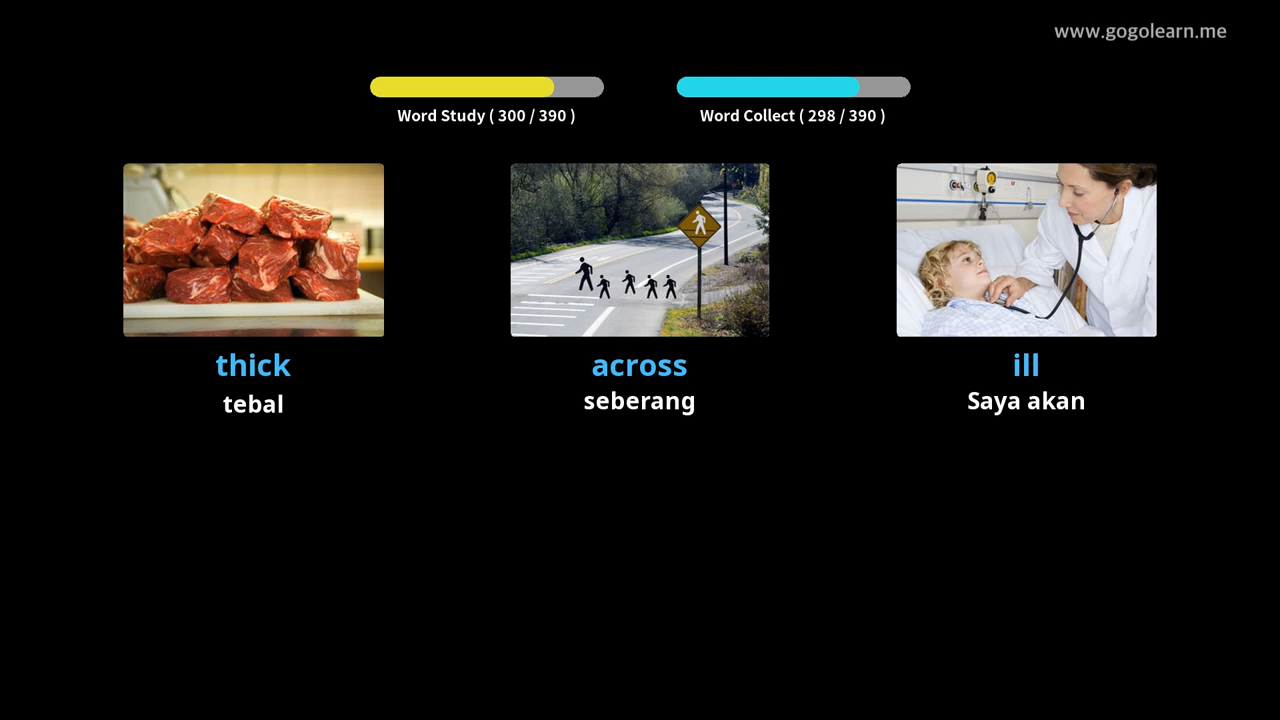 www.gogolearn.me
Word Study ( 300 / 390 )
Word Collect ( 298 / 390 )
thick
tebal
across
seberang
ill
Saya akan